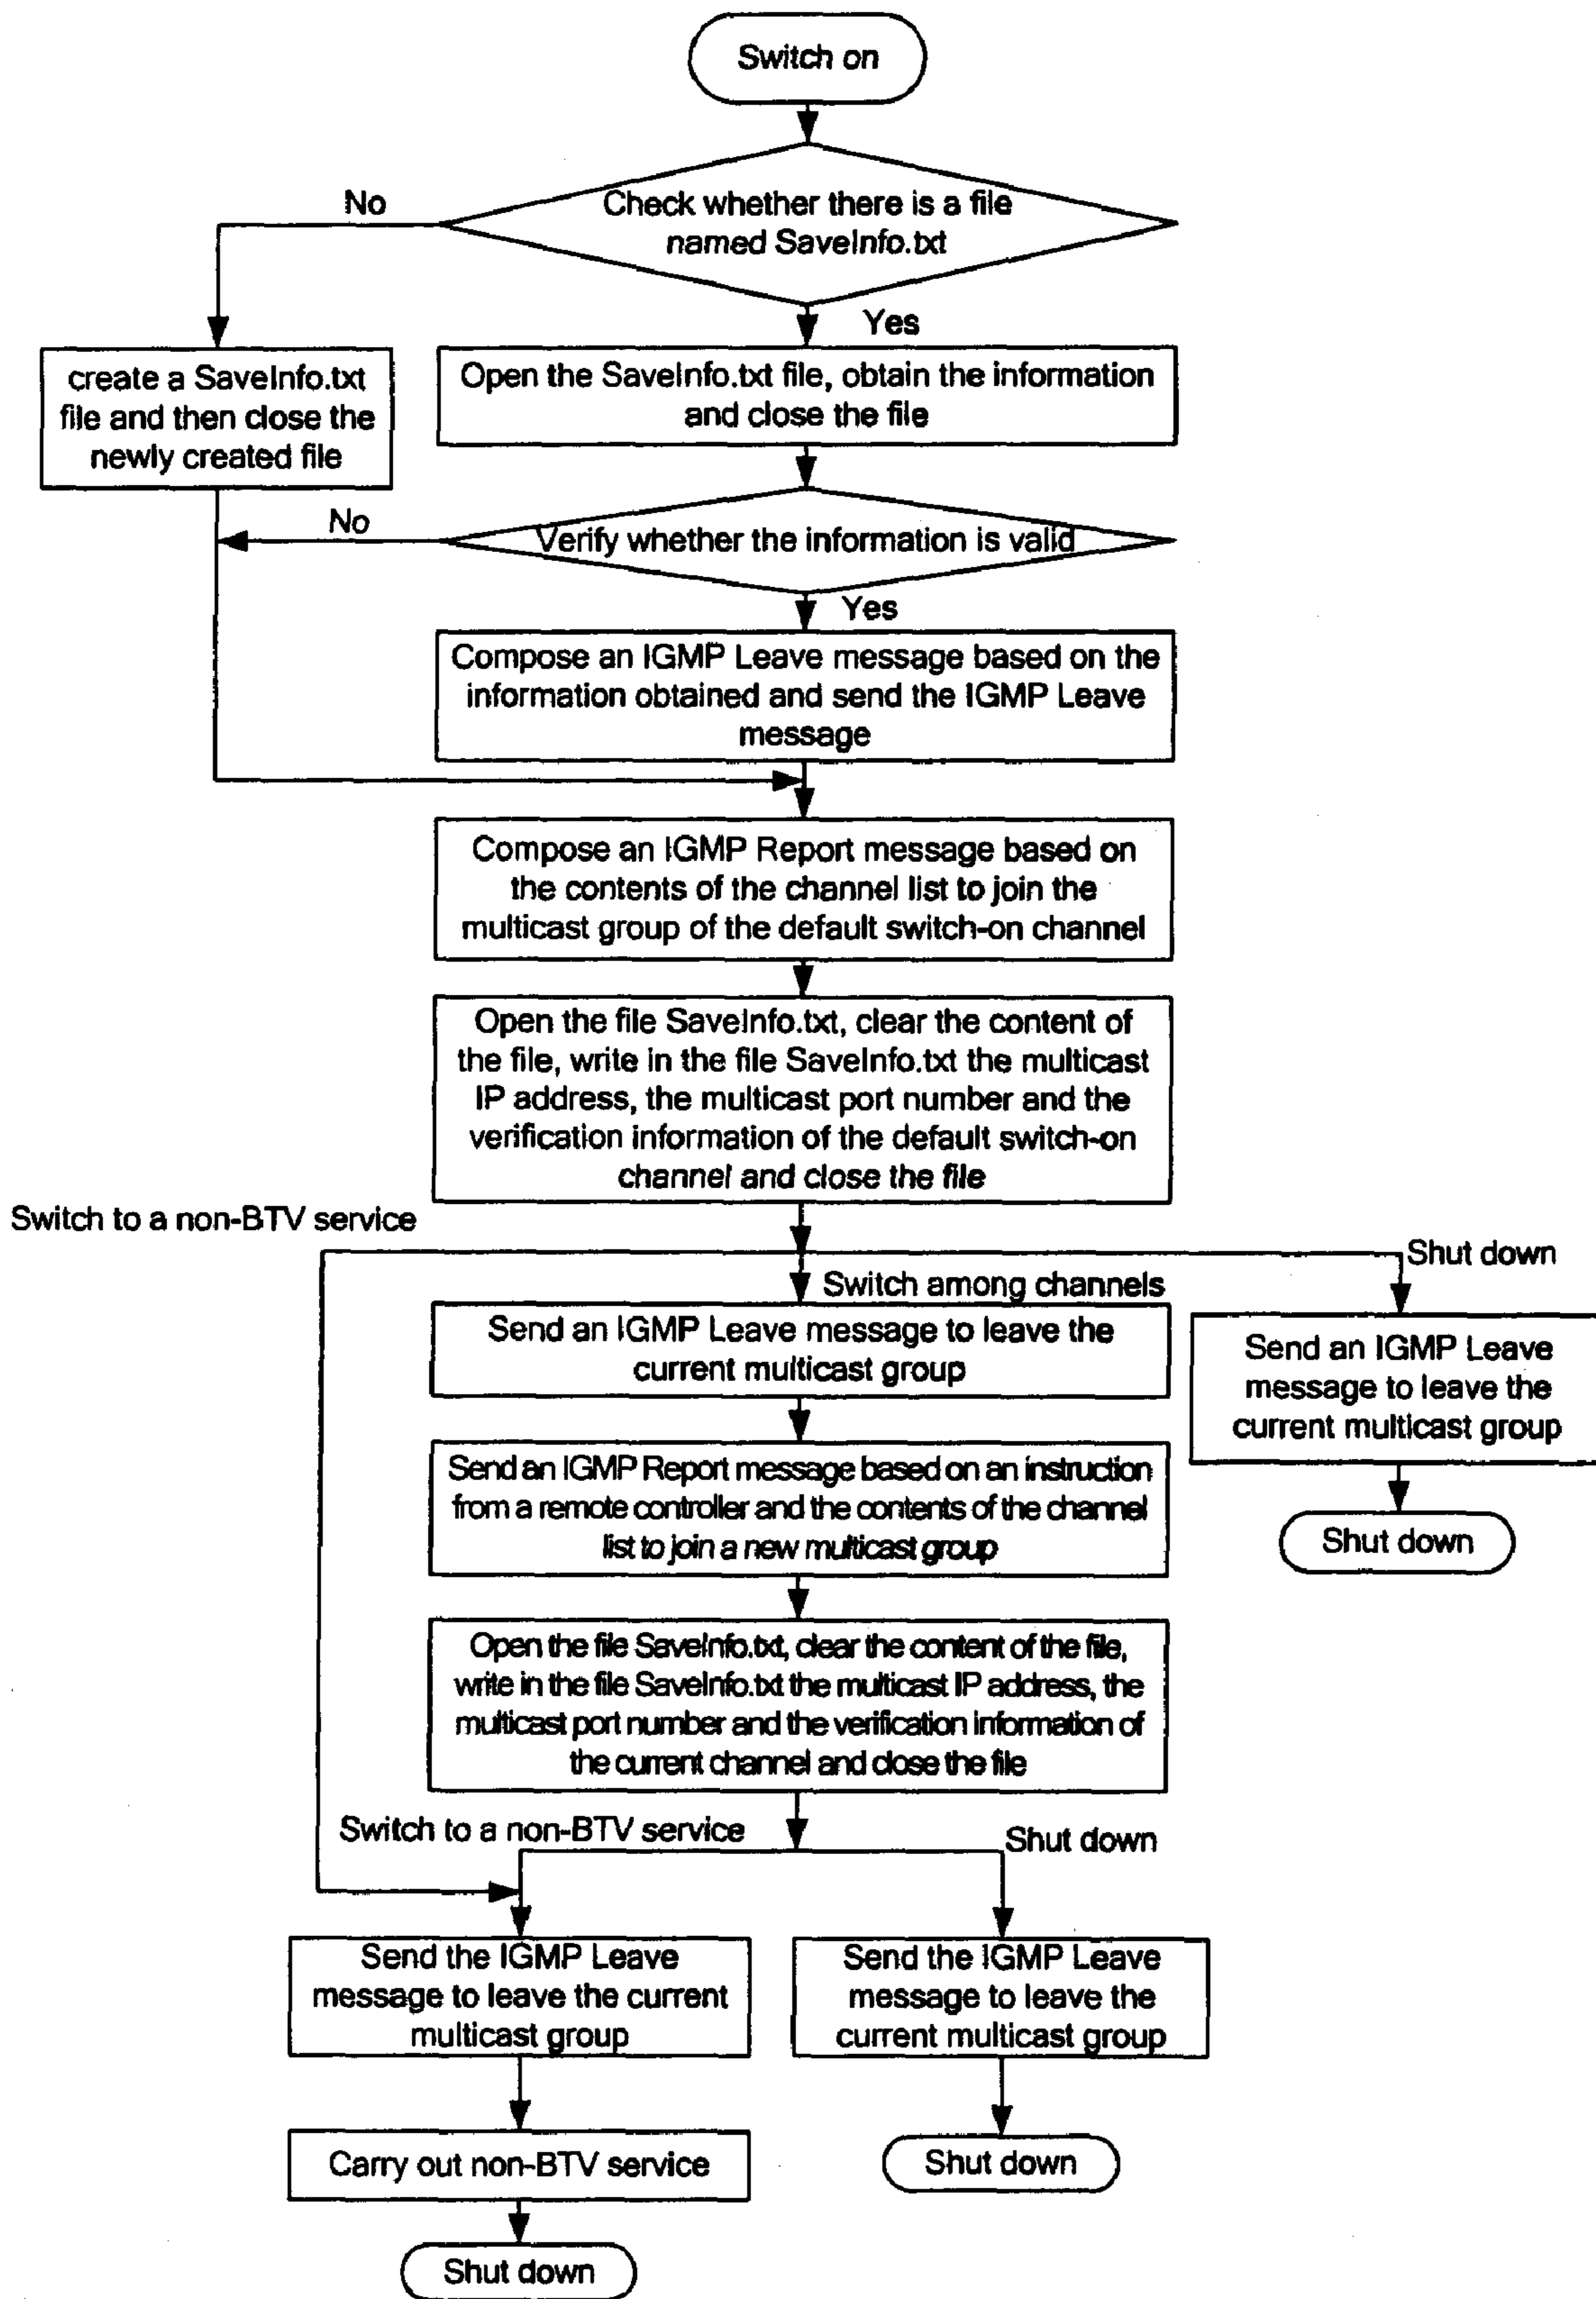 Switch on
No
Check whether there is a file
named SaveInfo.txt
Yes
create a SaveInfo.txt
file and then close the
newly created file
Open the SaveInfo.txt file, obtain the information
and close the file
No
Verify whether the information is valid
Yes
Compose an IGMP Leave message based on the
information obtained and send the IGMP Leave
message
Compose an IGMP Report message based on
the contents of the channel list to join the
multicast group of the default switch-on channel
Open the file SaveInfo.txt, clear the content of
the file, write in the file SaveInfo.txt the multicast
IP address, the multicast port number and the
verification information of the default switch-on
channel and close the file
Switch to a non-BTV service
Shut down
Switch among channels
Send an IGMP Leave message to leave the
current multicast group
Send an IGMP Leave
message to leave the
current multicast group
Send an IGMP Report message based on an instruction
from a remote controller and the contents of the channel
list to join a new multicast group
Shut down
Open the file SaveInfo.txt, clear the content of the file,
write in the file SaveInfo.txt the multicast IP address, the
multicast port number and the verification information of
the current channel and close the file
Switch to a non-BTV service
Shut down
Send the IGMP Leave
message to leave the current
multicast group
Send the IGMP Leave
message to leave the
current multicast group
Carry out non-BTV service
Shut down
Shut down